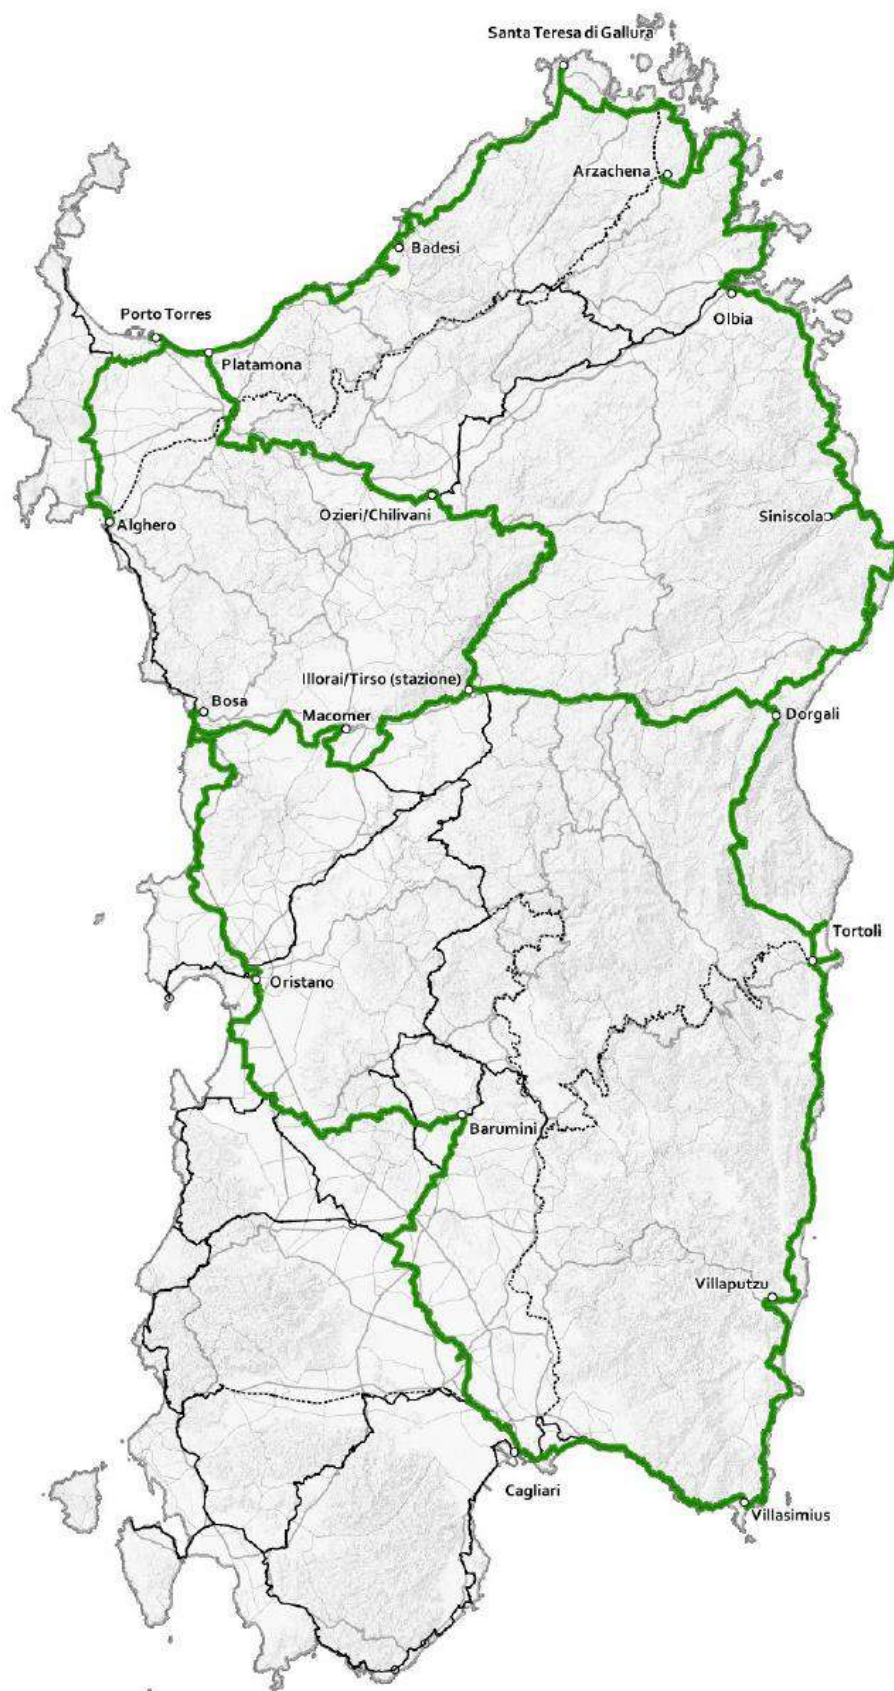 Santa Teresa di Gallura
Arzachena
Badesi
Porto Torres
Olbia
Platamona
Ozieri/Chilivani
Siniscola
Alghero
Illorai/Tirso (stazione)
Bosa
Macomer
Dorgali
Tortolì
Oristano
Barumini
Villaputzu
Cagliari
Villasimius